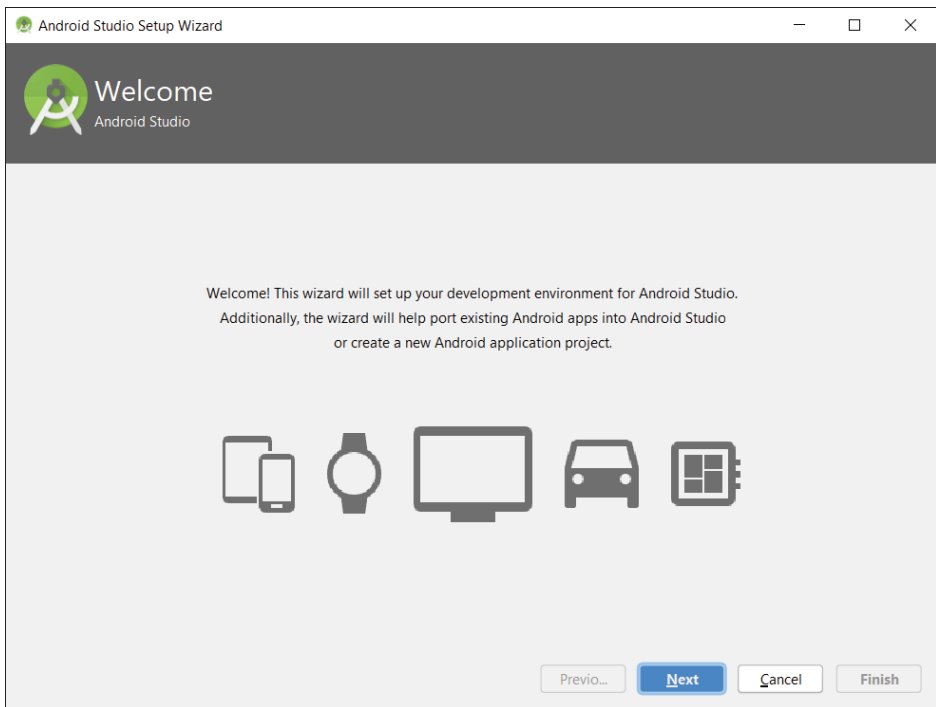 Android Studio Setup Wizard
Welcome
Android Studio
Welcome! This wizard will set up your development environment for Android Studio.
Additionally, the wizard will help port existing Android apps into Android Studio
or create a new Android application project.
Previo... Next Cancel Finish